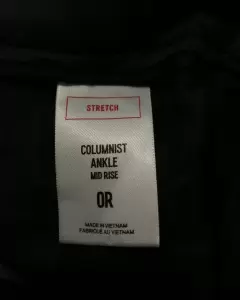 STRETCH
COLUMNIST
ANKLE
MID RISE
0R
MADE IN VIETNAM
FABRIQUÉ AU VIETNAM